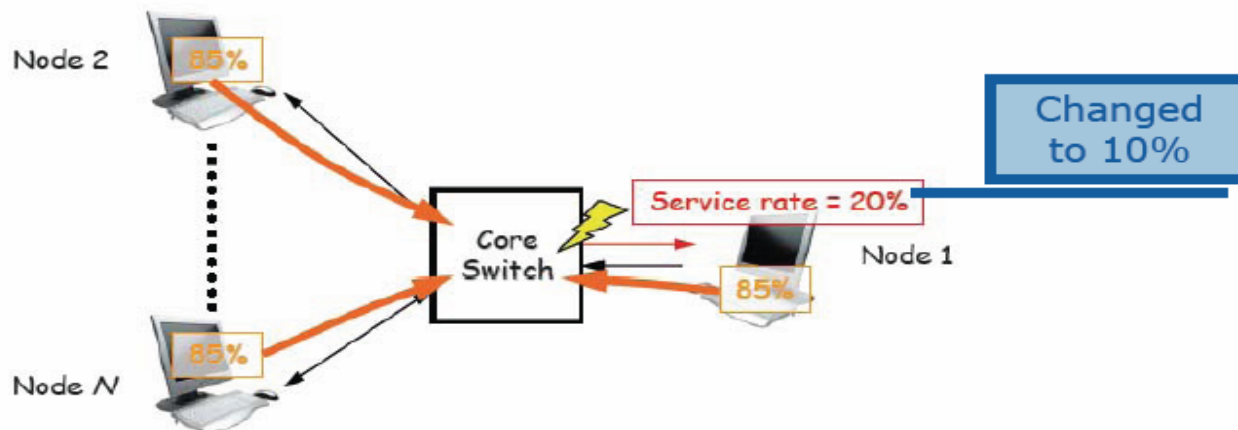 Node 2
85%
Changed
to 10%
Service rate = 20%
Core
Switch
Node 1
85%
85%
Node N